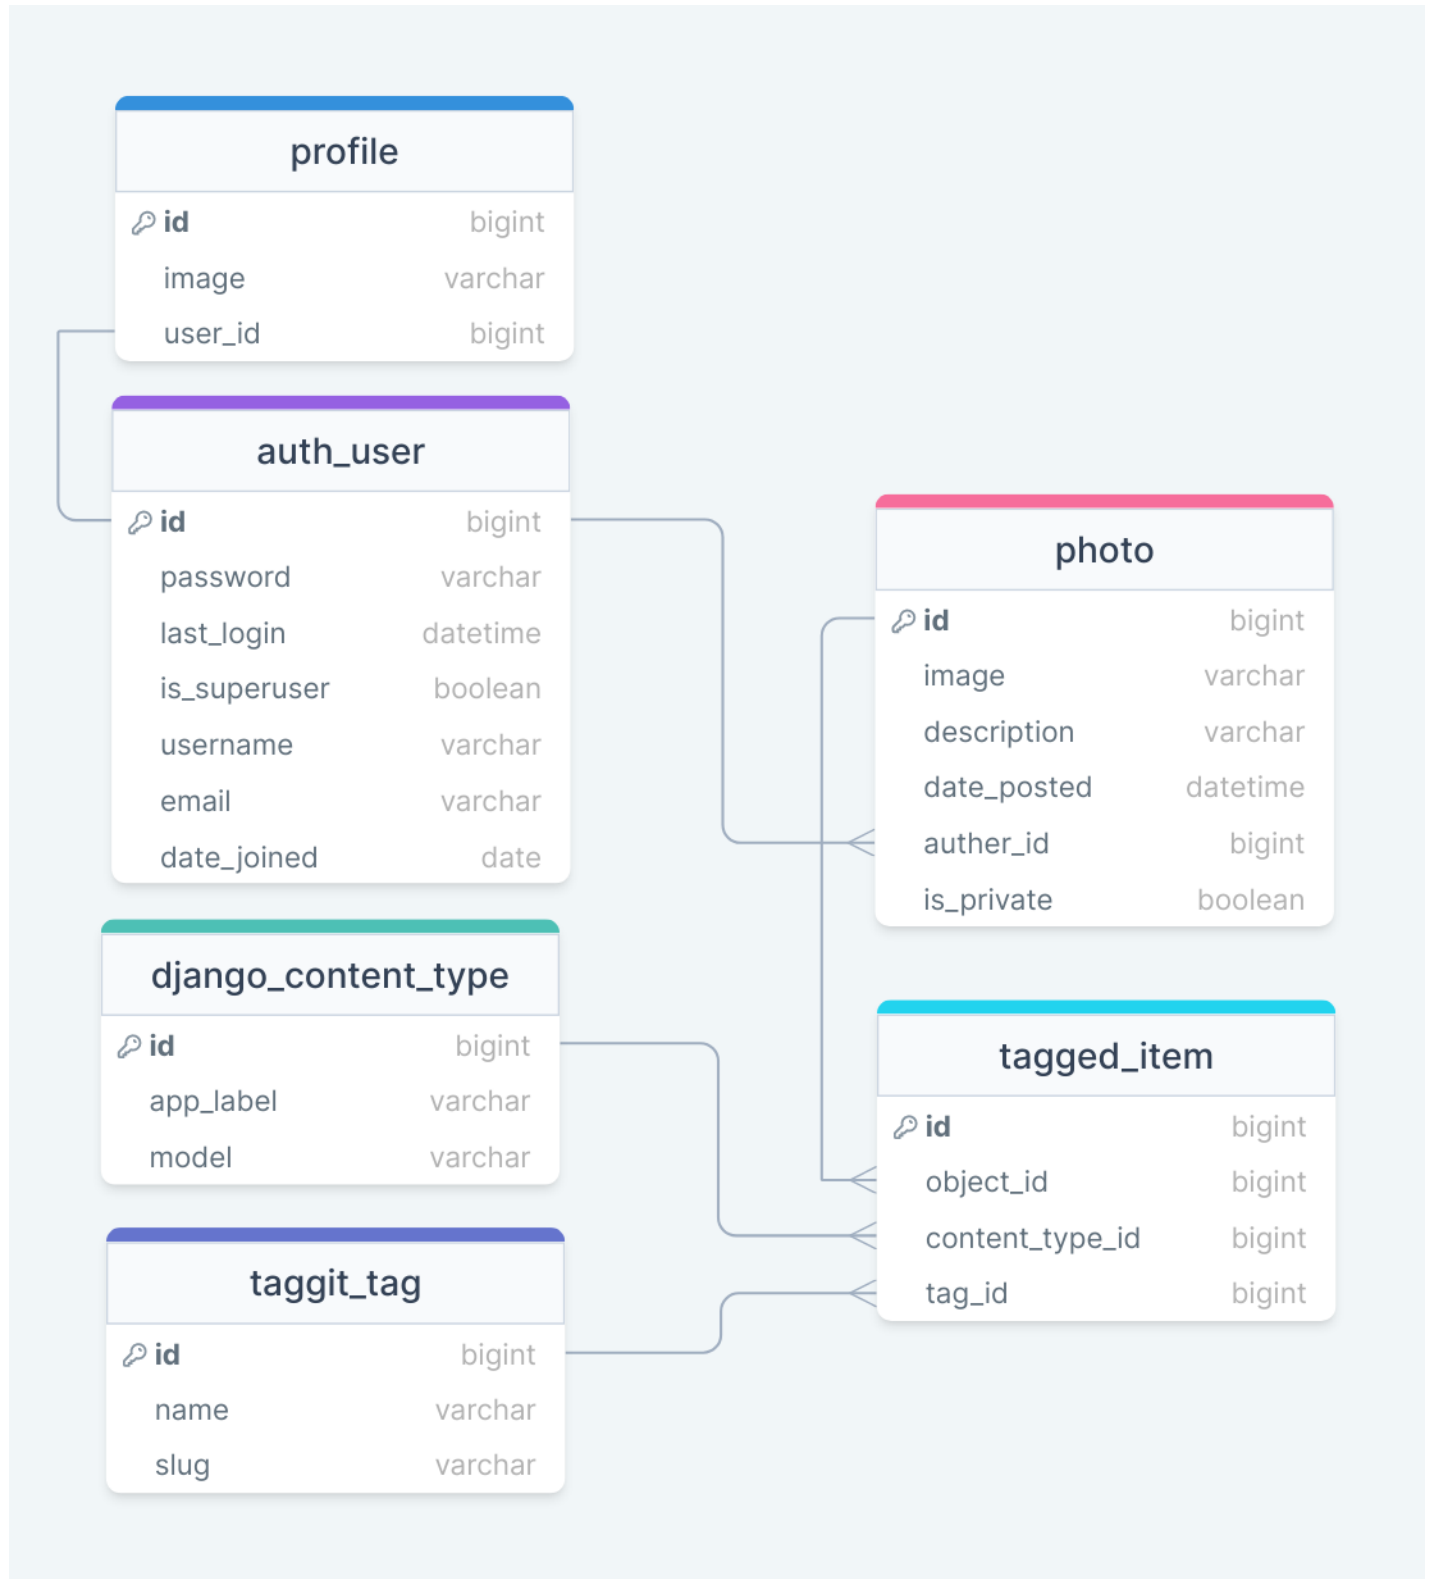 profile
id bigint
image varchar
user_id bigint
auth_user
id bigint
password varchar
last_login datetime
is_superuser boolean
username varchar
email varchar
date_joined date
django_content_type
id bigint
app_label varchar
model varchar
taggit_tag
id bigint
name varchar
slug varchar
photo
id bigint
image varchar
description varchar
date_posted datetime
auther_id bigint
is_private boolean
tagged_item
id bigint
object_id bigint
content_type_id bigint
tag_id bigint